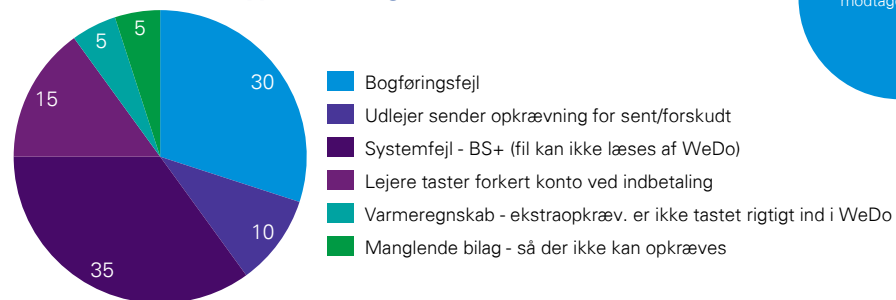 5
5
30
15
10
35
Bogføringsfejl
Udlejer sender opkrævning for sent/forskudt
Systemfejl - BS+ (fil kan ikke læses af WeDo)
Lejere taster forkert konto ved indbetaling
Varmeregnskab - ekstraopkræv. er ikke tastet rigtigt ind i WeDo
Manglende bilag - så der ikke kan opkræves